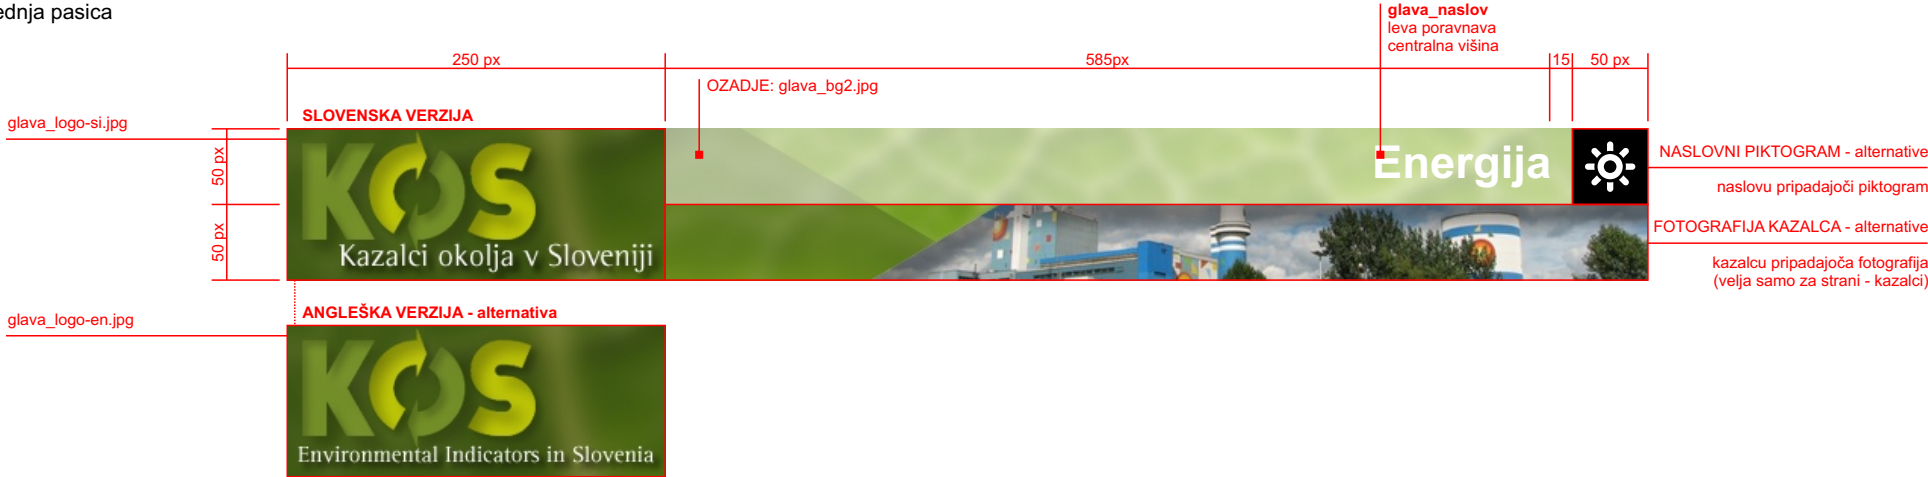 ednja pasica
glava_naslov
leva poravnava
centralna višina
250 px
585px
15
50 px
OZADJE: glava_bg2.jpg
SLOVENSKA VERZIJA
glava_logo-si.jpg
50 px
50 px
KOS
Kazalci okolja v Sloveniji
Energija
NASLOVNI PIKTOGRAM - alternative
naslovu pripadajoči piktogram
FOTOGRAFIJA KAZALCA - alternative
kazalcu pripadajoča fotografija
(velja samo za strani - kazalci)
ANGLEŠKA VERZIJA - alternativa
glava_logo-en.jpg
KOS
Environmental Indicators in Slovenia